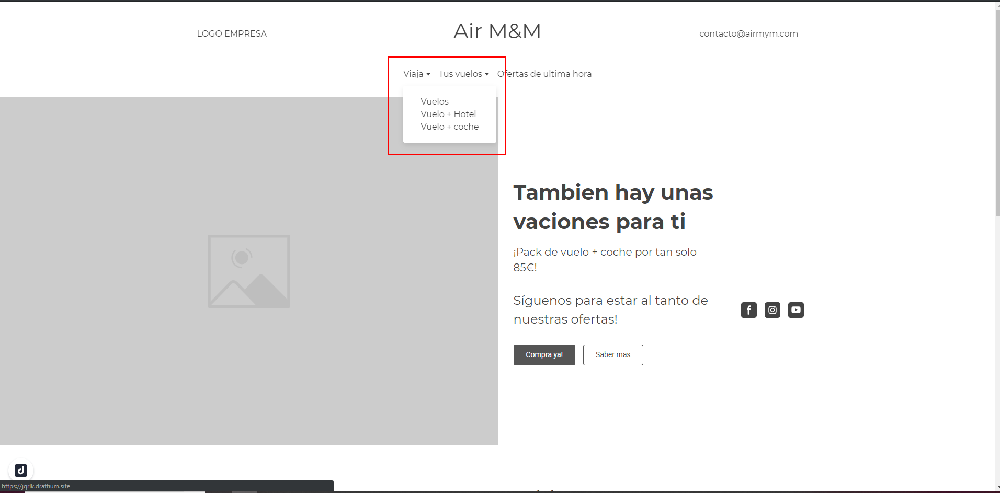 LOGO EMPRESA
Air M&M
contacto@airmym.com
Viaja
Tus vuelos
Ofertas de ultima hora
Vuelos
Vuelo + Hotel
Vuelo + coche
Tambien hay unas
vaciones para ti
¡Pack de vuelo + coche por tan solo
85€!
Síguenos para estar al tanto de
nuestras ofertas!
Compra ya!
Saber mas
https://jqrlk.draftium.site